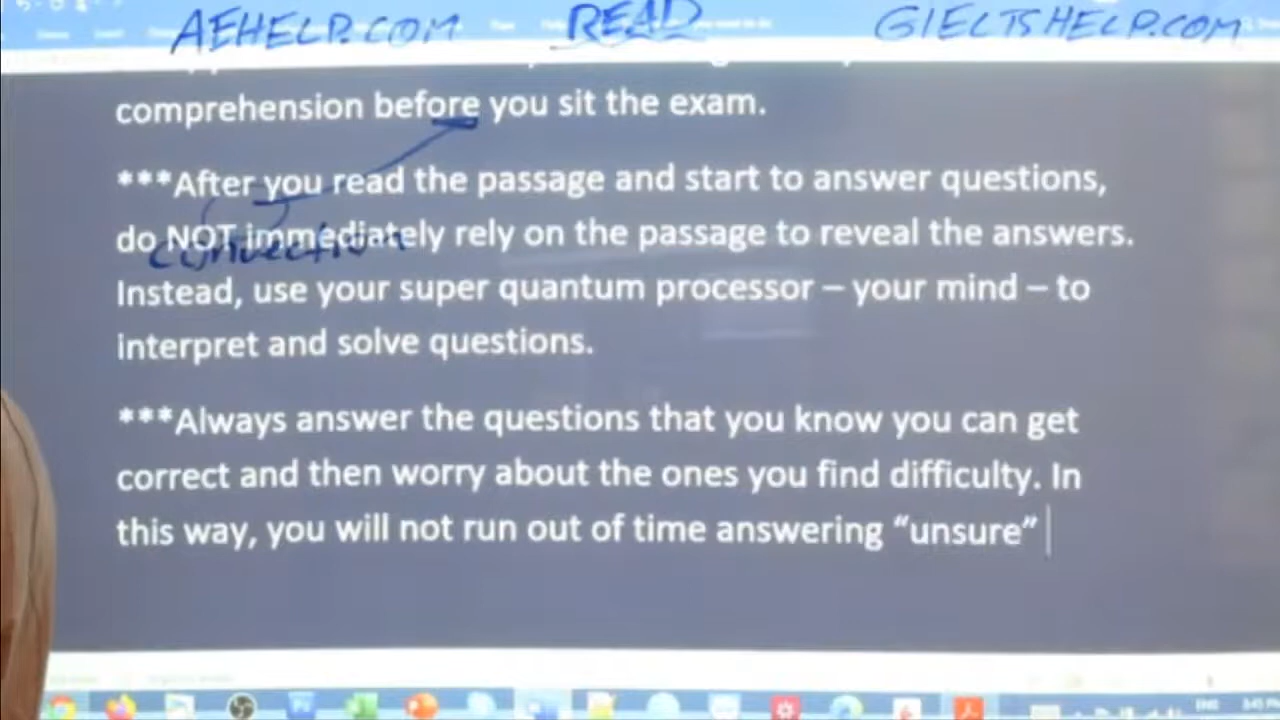 AEHELP.COM READ GIELTSHELP.COM
comprehension before you sit the exam.
***After you read the passage and start to answer questions,
do NOT immediately rely on the passage to reveal the answers.
Instead, use your super quantum processor – your mind – to
interpret and solve questions.
***Always answer the questions that you know you can get
correct and then worry about the ones you find difficulty. In
this way, you will not run out of time answering “unsure”
ENG